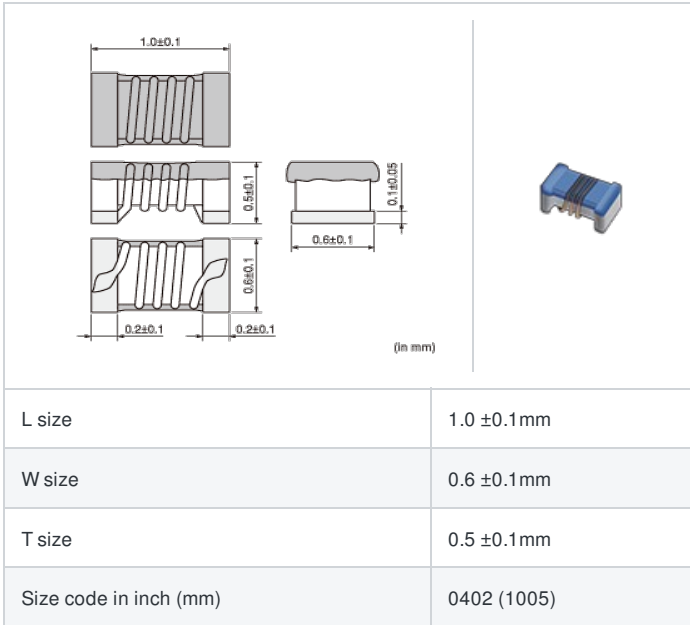 1.0±0.1
0.5±0.1
0.1±0.05
0.6±0.1
0.6±0.1
0.2±0.1
0.2±0.1
(in mm)
L size
1.0 ±0.1mm
W size
0.6 ±0.1mm
T size
0.5 ±0.1mm
Size code in inch (mm)
0402 (1005)